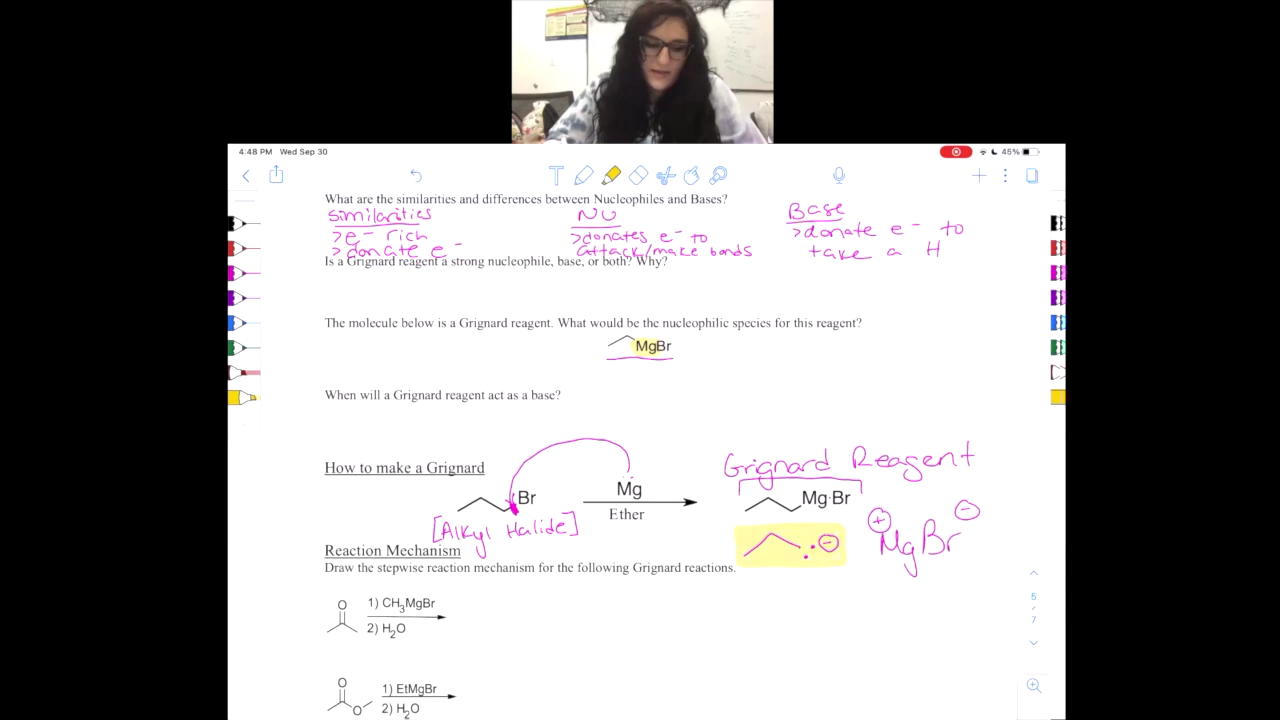 4:48 PM Wed Sep 30
45%
What are the similarities and differences between Nucleophiles and Bases?
Similarities
>e- rich
>donate e-
NU
>donates e- to
attack/make bonds
Base
>donate e- to
take a H
Is a Grignard reagent a strong nucleophile, base, or both? Why?
The molecule below is a Grignard reagent. What would be the nucleophilic species for this reagent?
MgBr
When will a Grignard reagent act as a base?
How to make a Grignard
Br
Mg
Ether
[Alkyl Halide]
Grignard Reagent
Mg·Br
:⊖
⊕ MgBr ⊖
Reaction Mechanism
Draw the stepwise reaction mechanism for the following Grignard reactions.
O
1) CH3MgBr
2) H2O
O
O
1) EtMgBr
2) H2O
5
/
7